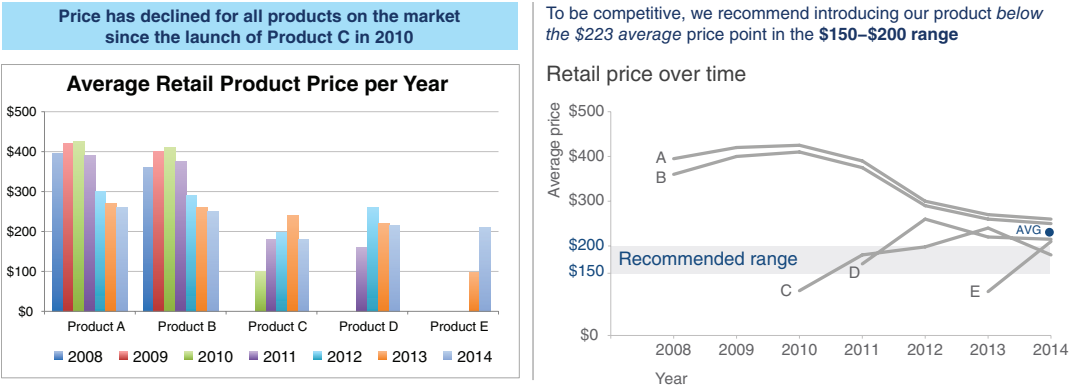 Price has declined for all products on the market
since the launch of Product C in 2010
Average Retail Product Price per Year
$500
$400
$300
$200
$100
$0
Product A
Product B
Product C
Product D
Product E
2008
2009
2010
2011
2012
2013
2014
To be competitive, we recommend introducing our product below
the $223 average price point in the $150–$200 range
Retail price over time
Average price
$500
$400
$300
$200
$150
$0
A
B
C
D
E
AVG
Recommended range
2008
2009
2010
2011
2012
2013
2014
Year